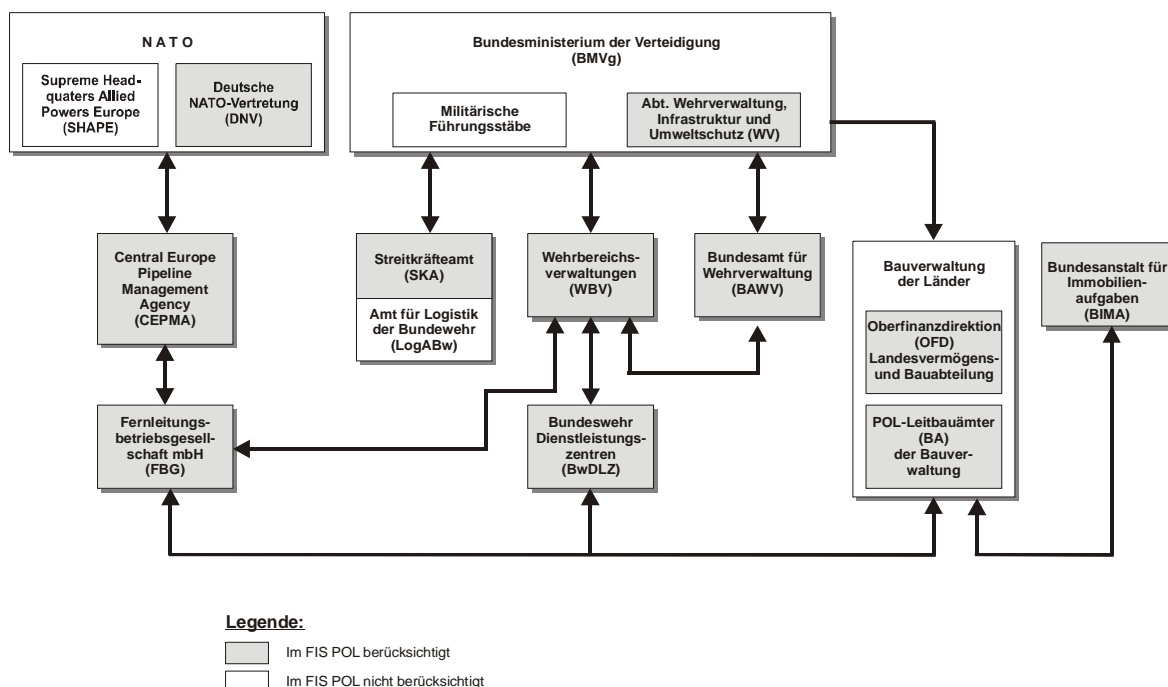 N A T O
Supreme Head-
quaters Allied
Powers Europe
(SHAPE)
Deutsche
NATO-Vertretung
(DNV)
Bundesministerium der Verteidigung
(BMVg)
Militärische
Führungsstäbe
Abt. Wehrverwaltung,
Infrastruktur und
Umweltschutz (WV)
Central Europe
Pipeline
Management
Agency
(CEPMA)
Streitkräfteamt
(SKA)
Amt für Logistik
der Bundewehr
(LogABw)
Wehrbereichs-
verwaltungen
(WBV)
Bundesamt für
Wehrverwaltung
(BAWV)
Bauverwaltung
der Länder
Oberfinanzdirektion
(OFD)
Landesvermögens-
und Bauabteilung
POL-Leitbauämter
(BA)
der Bauver-
waltung
Bundesanstalt für
Immobilien-
aufgaben
(BIMA)
Fernleitungs-
betriebsgesell-
schaft mbH
(FBG)
Bundeswehr
Dienstleistungs-
zentren
(BwDLZ)
Legende:
Im FIS POL berücksichtigt
Im FIS POL nicht berücksichtigt